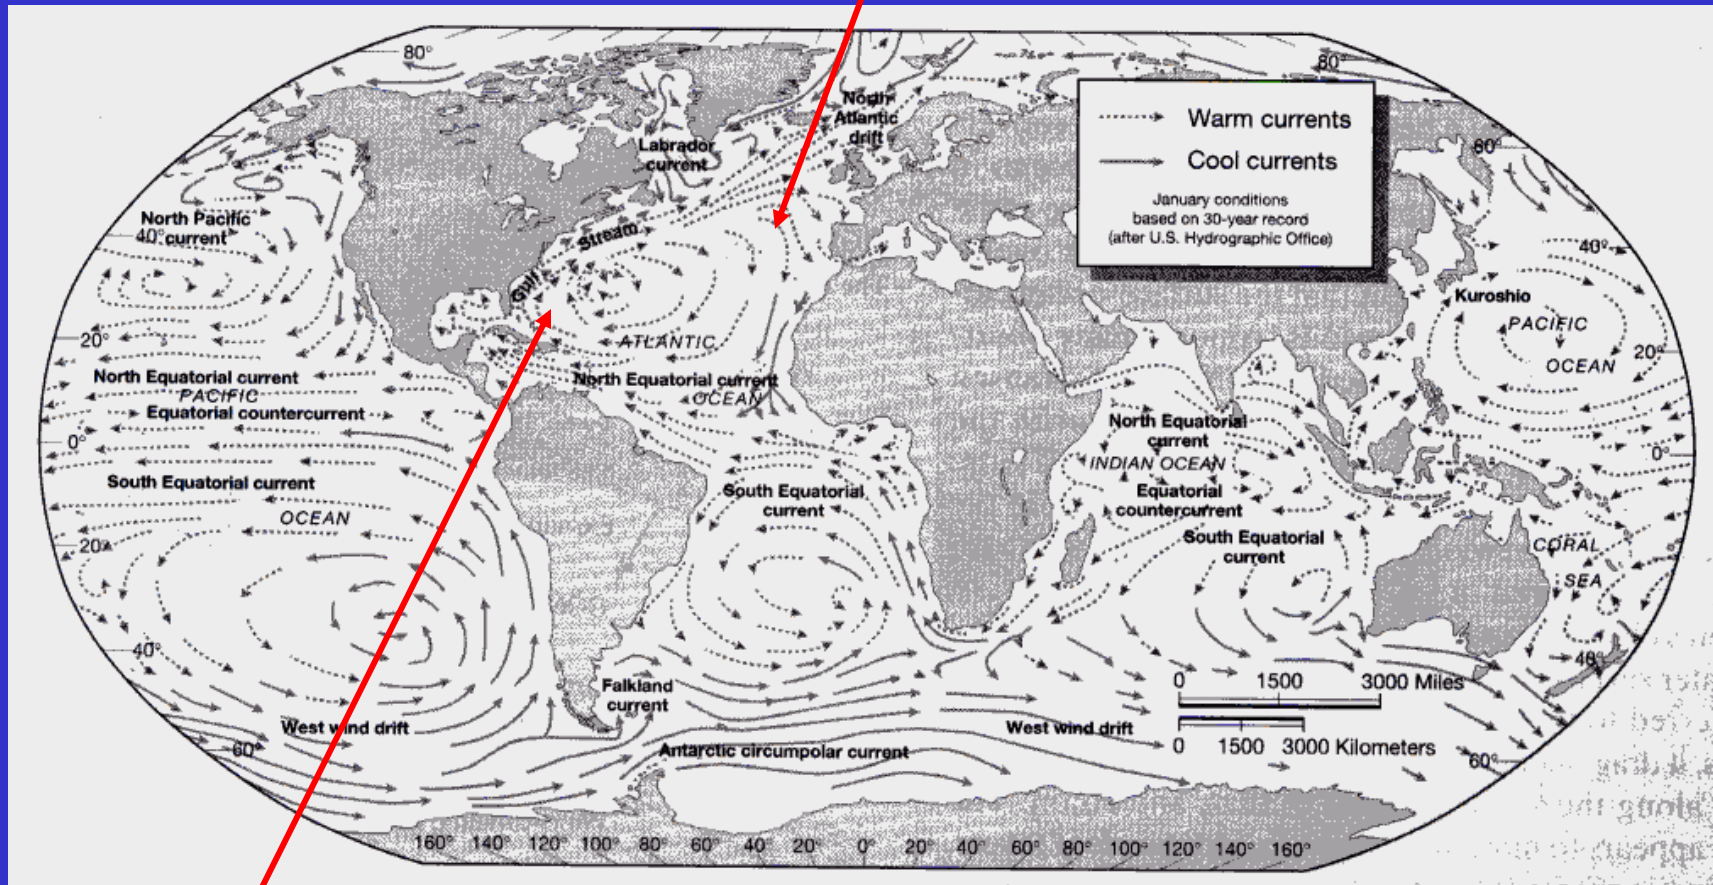 80°
80°
North
Atlantic
drift
Warm currents
Labrador
current
Cool currents
January conditions
based on 30-year record
(after U.S. Hydrographic Office)
60°
North Pacific
40° current
Gulf Stream
40°
Kuroshio
PACIFIC
OCEAN
20°
20°
ATLANTIC
OCEAN
North Equatorial current
North Equatorial current
PACIFIC
Equatorial countercurrent
North Equatorial
current
0°
0°
INDIAN OCEAN
South Equatorial current
South Equatorial
current
Equatorial
countercurrent
OCEAN
South Equatorial
current
20°
CORAL
SEA
40°
40°
Falkland
current
0 1500 3000 Miles
West wind drift
West wind drift
0 1500 3000 Kilometers
60°
Antarctic circumpolar current
60°
160° 140° 120° 100° 80° 60° 40° 20° 0° 20° 40° 60° 80° 100° 120° 140° 160°